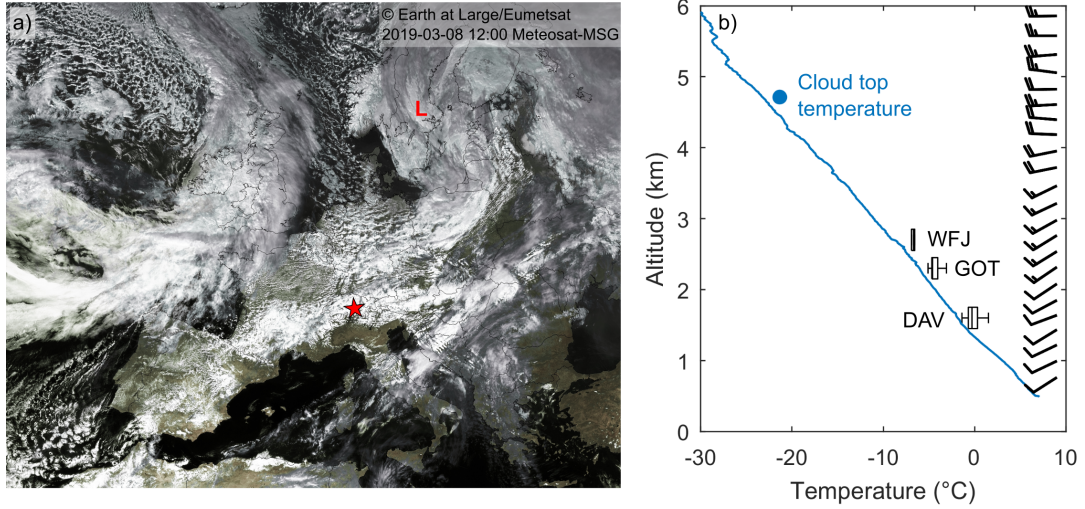 a)
© Earth at Large/Eumetsat
2019-03-08 12:00 Meteosat-MSG
L
b)
6
5
4
3
2
1
0
Altitude (km)
Cloud top
temperature
WFJ
GOT
DAV
-30
-20
-10
0
10
Temperature (°C)